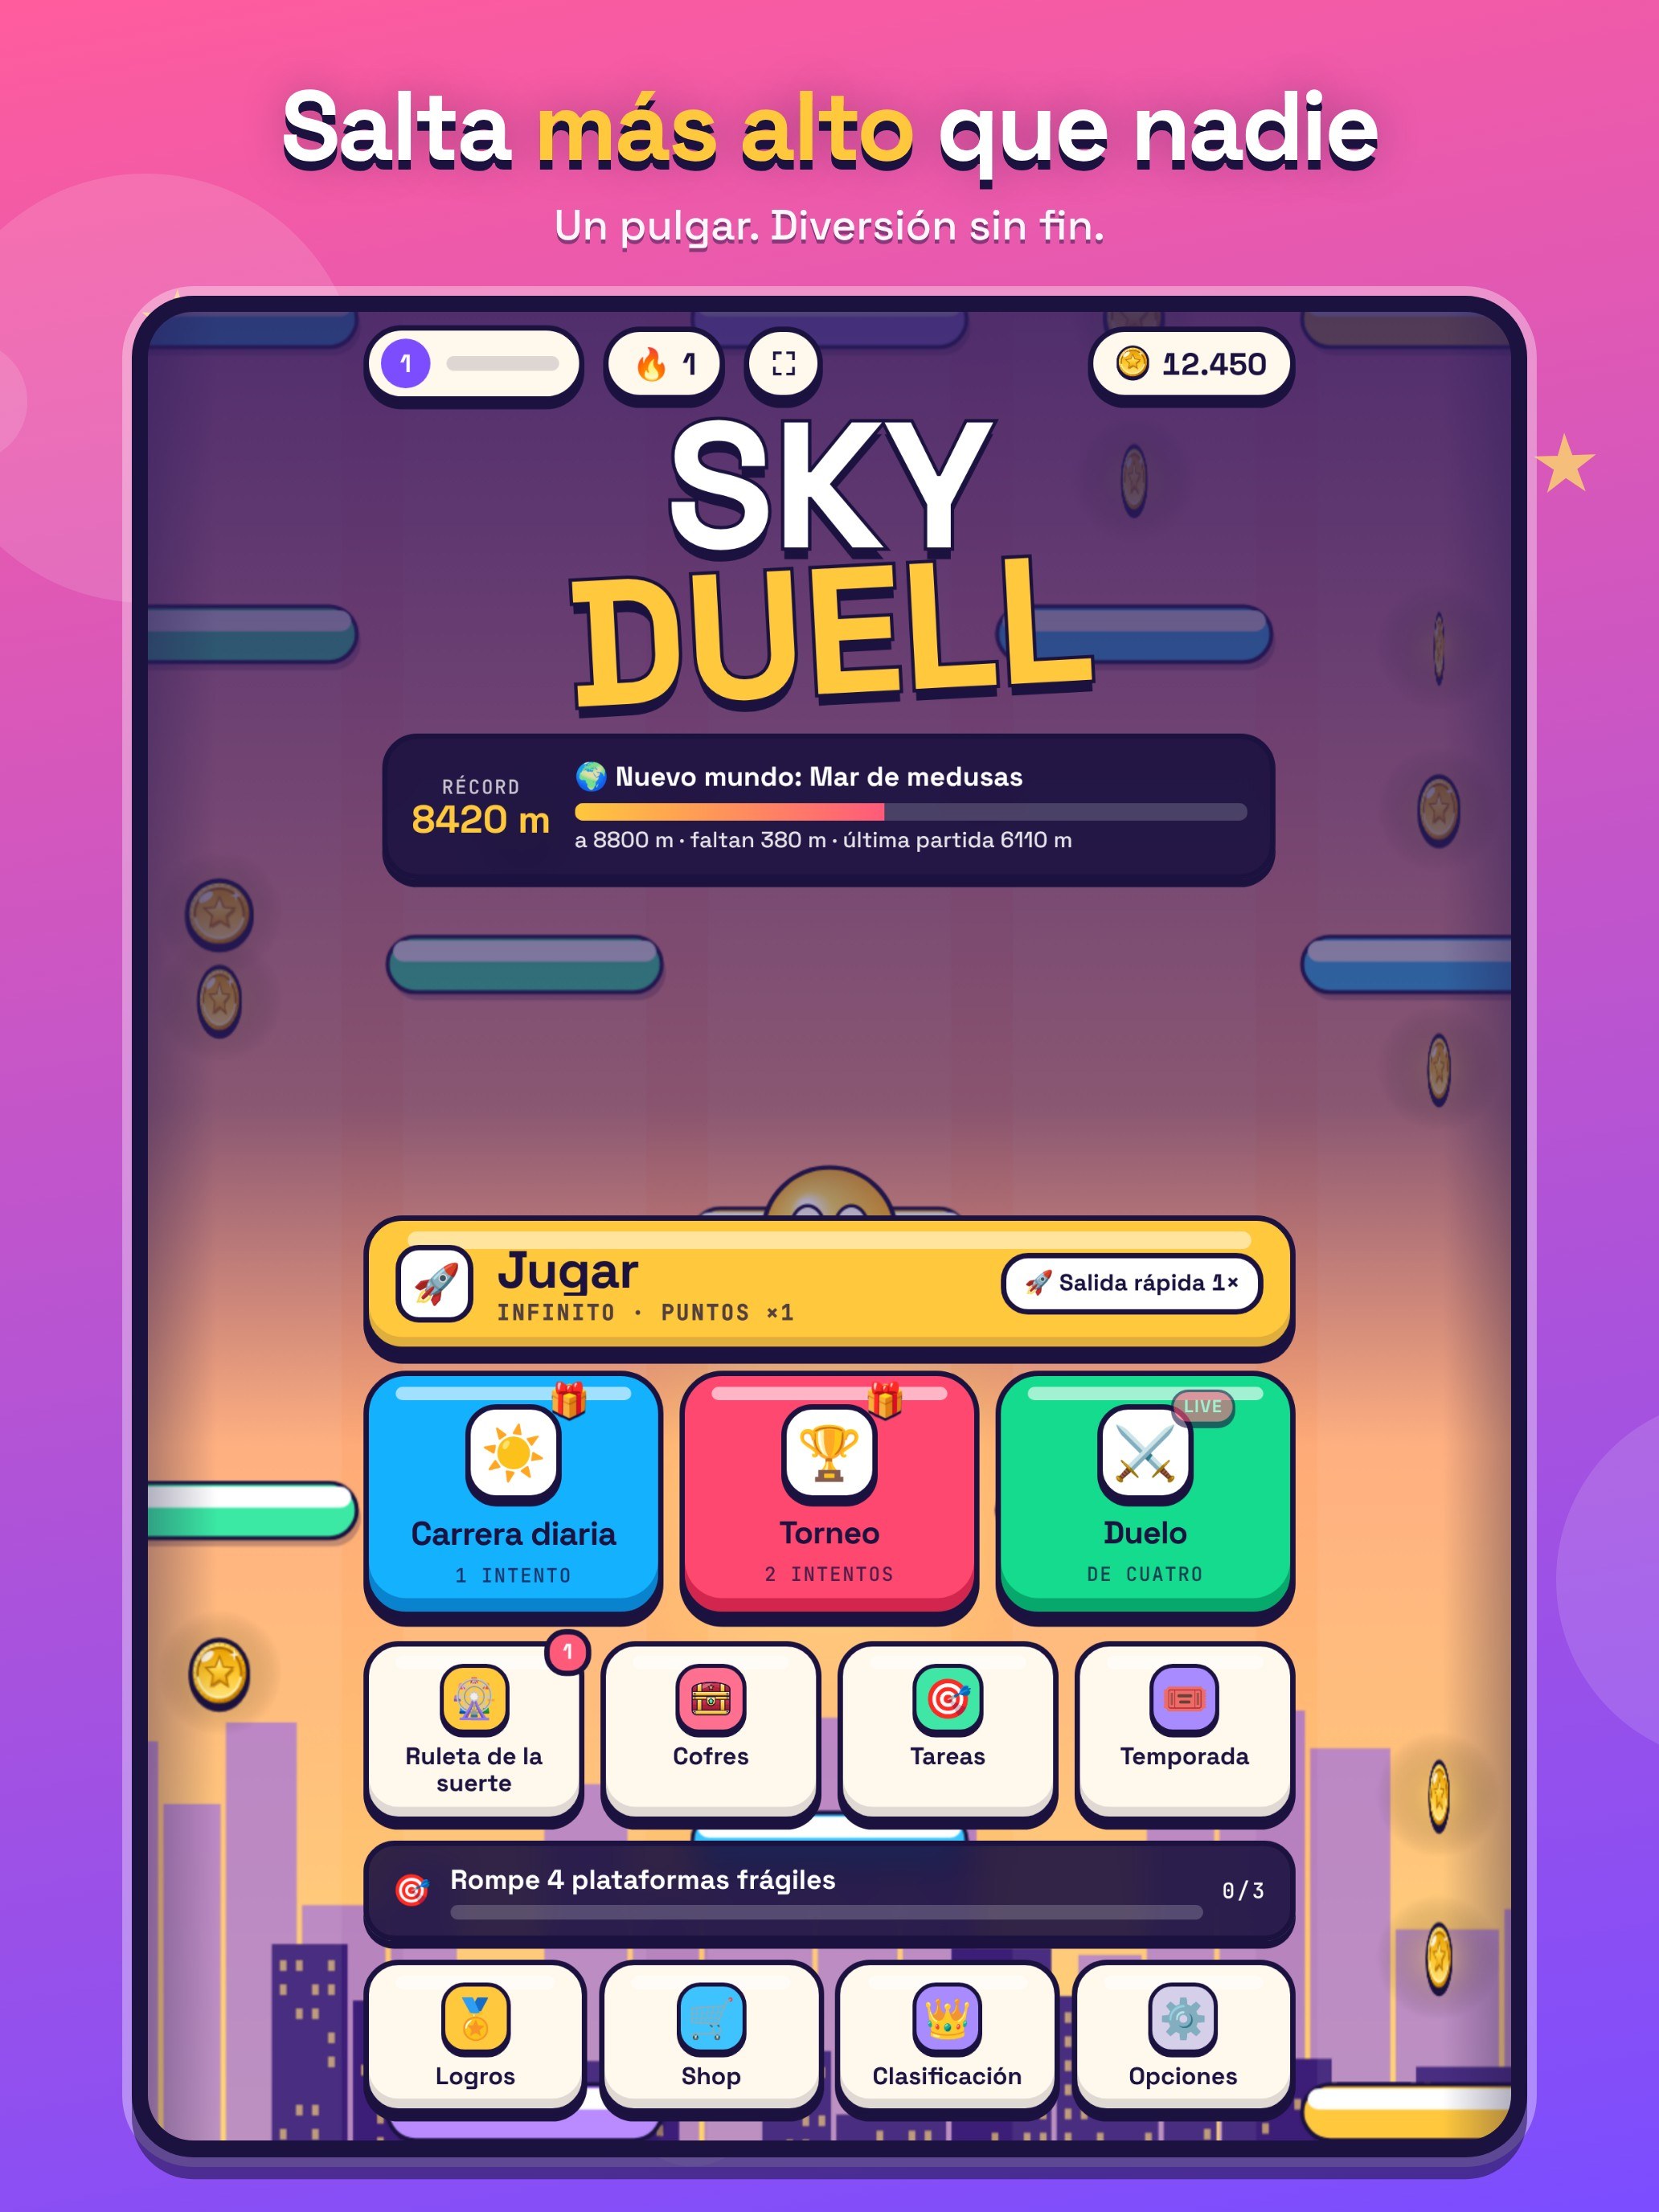 Salta más alto que nadie
Un pulgar. Diversión sin fin.
1
🔥 1
12.450
SKY
DUELL
RÉCORD
8420 m
🌍 Nuevo mundo: Mar de medusas
a 8800 m · faltan 380 m · última partida 6110 m
Jugar
INFINITO · PUNTOS ×1
🚀 Salida rápida 1×
Carrera diaria
1 INTENTO
Torneo
2 INTENTOS
LIVE
Duelo
DE CUATRO
1
Ruleta de la
suerte
Cofres
Tareas
Temporada
Rompe 4 plataformas frágiles
0/3
Logros
Shop
Clasificación
Opciones